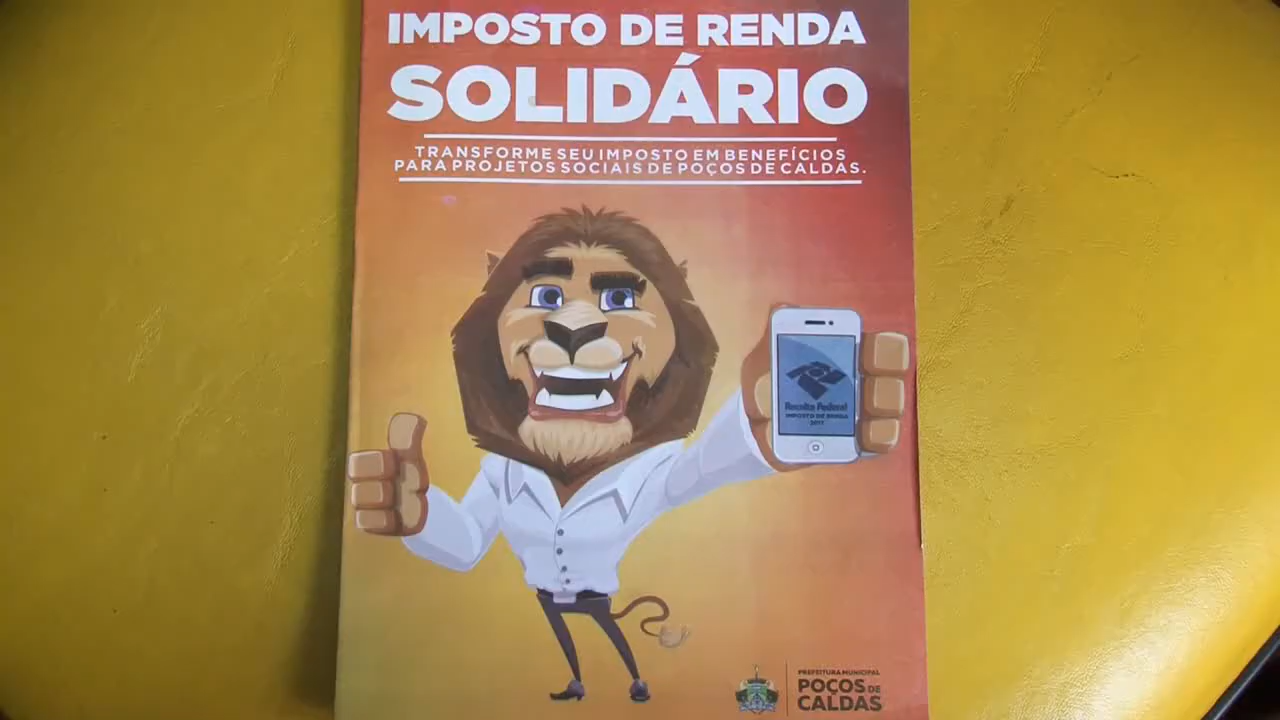 IMPOSTO DE RENDA
SOLIDÁRIO
TRANSFORME SEU IMPOSTO EM BENEFÍCIOS
PARA PROJETOS SOCIAIS DE POÇOS DE CALDAS.
Receita Federal
IMPOSTO DE RENDA
2017
PREFEITURA MUNICIPAL
POÇOS DE
CALDAS